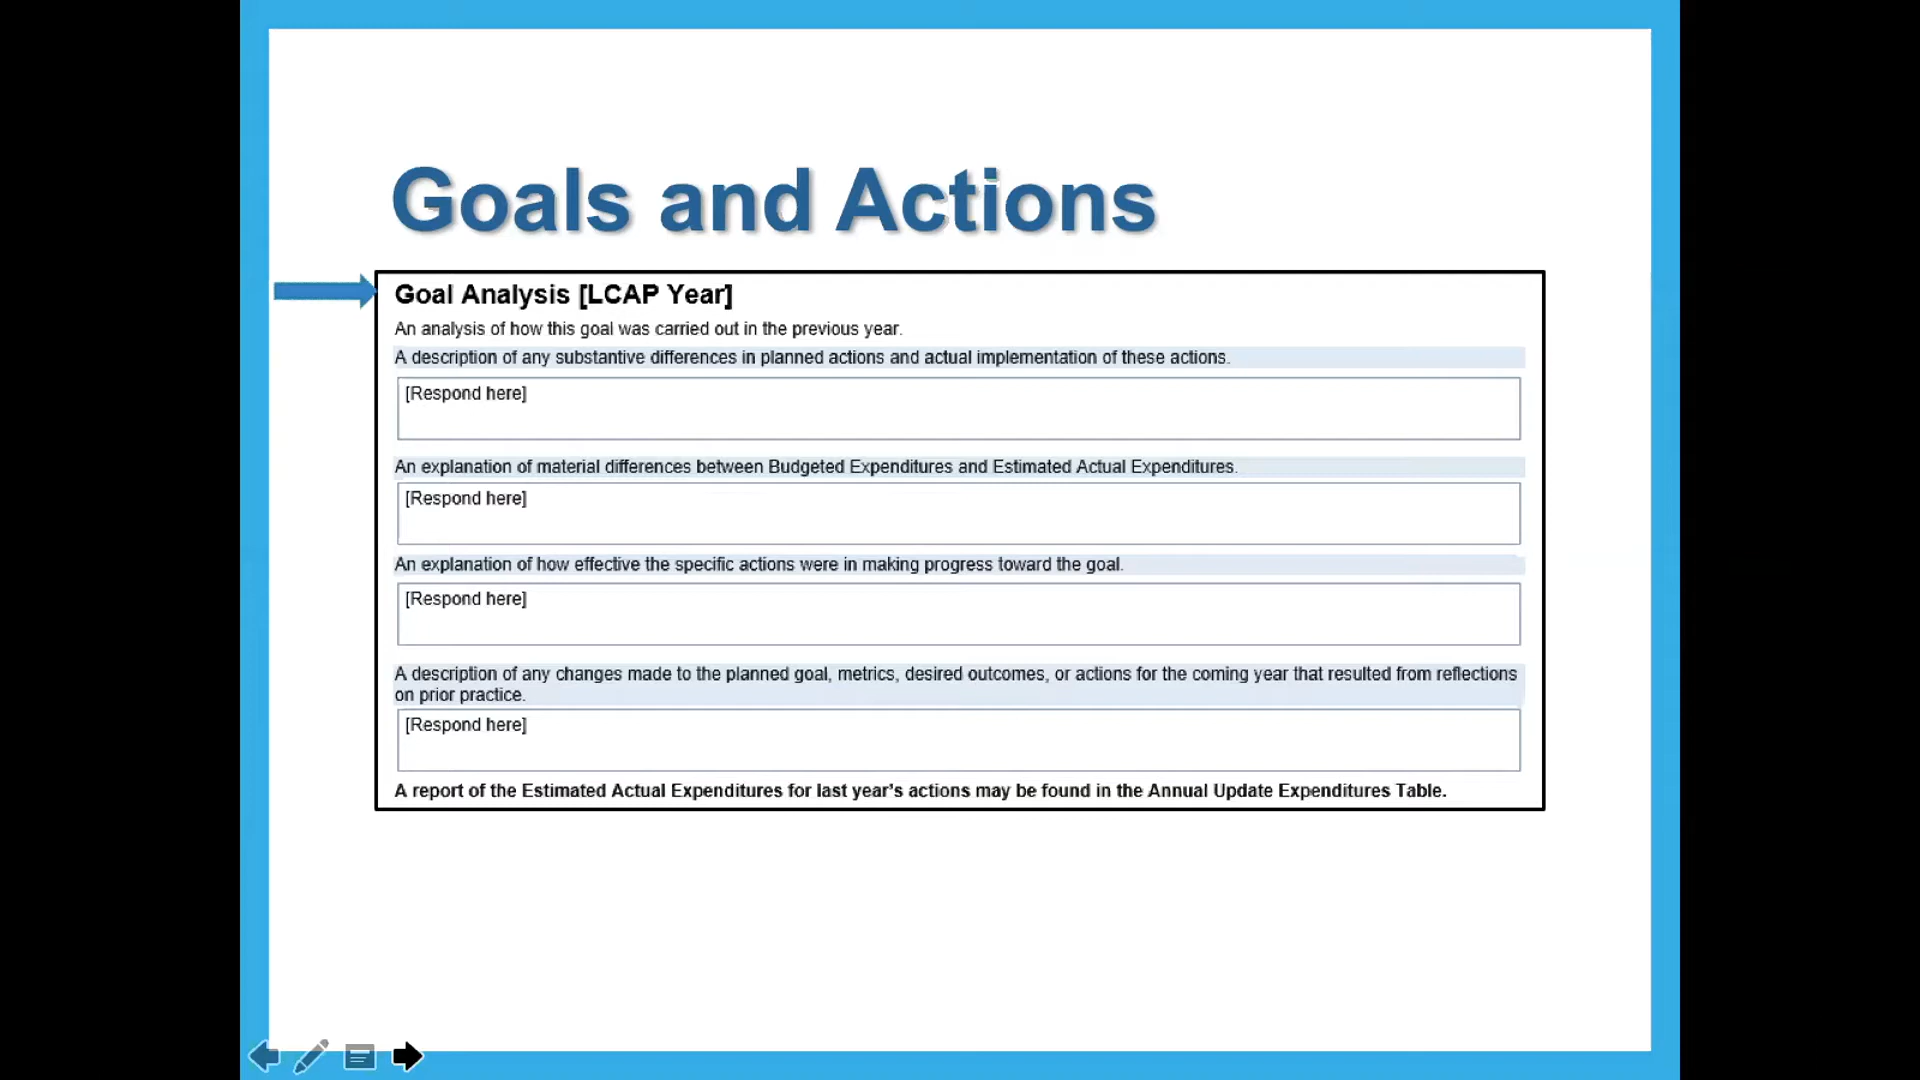 Goals and Actions
Goal Analysis [LCAP Year]
An analysis of how this goal was carried out in the previous year.
A description of any substantive differences in planned actions and actual implementation of these actions.
[Respond here]
An explanation of material differences between Budgeted Expenditures and Estimated Actual Expenditures.
[Respond here]
An explanation of how effective the specific actions were in making progress toward the goal.
[Respond here]
A description of any changes made to the planned goal, metrics, desired outcomes, or actions for the coming year that resulted from reflections
on prior practice.
[Respond here]
A report of the Estimated Actual Expenditures for last year’s actions may be found in the Annual Update Expenditures Table.